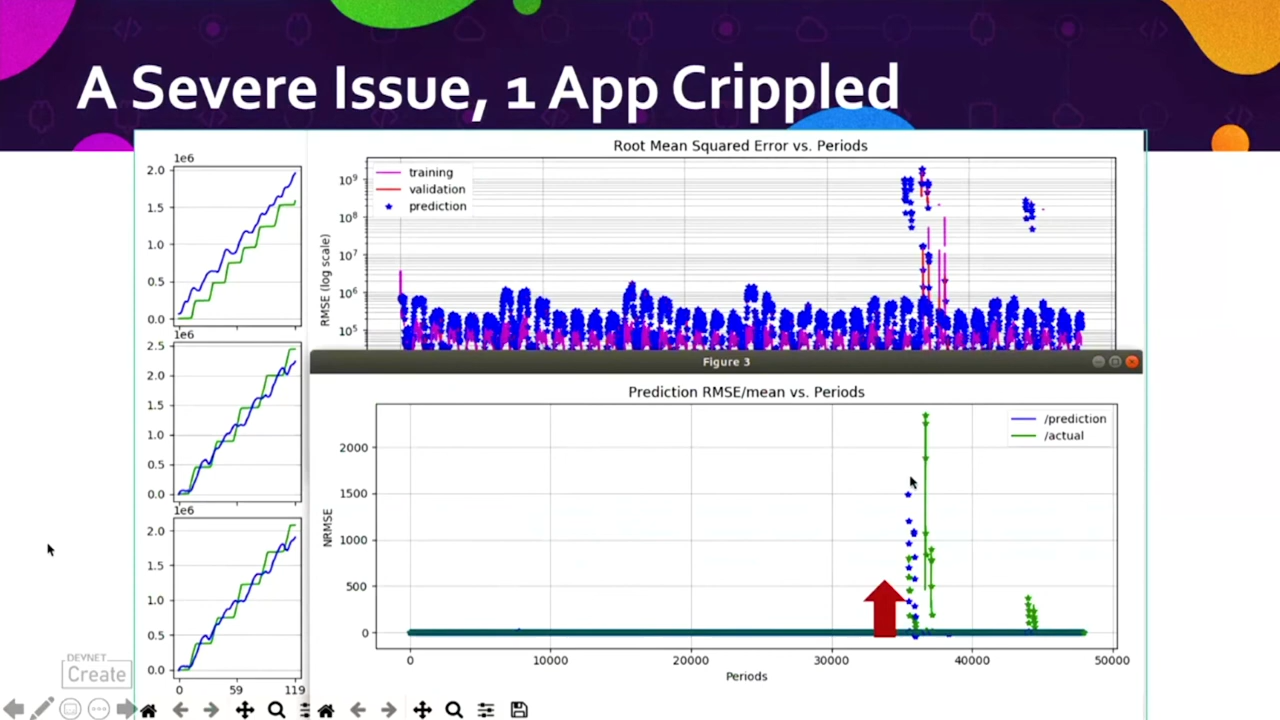 A Severe Issue, 1 App Crippled
1e6
2.0
1.5
1.0
0.5
0.0
1e6
2.5
2.0
1.5
1.0
0.5
0.0
1e6
2.0
1.5
1.0
0.5
0.0
0 59 119
Root Mean Squared Error vs. Periods
training
validation
prediction
RMSE (log scale)
10⁹
10⁸
10⁷
10⁶
10⁵
Figure 3
Prediction RMSE/mean vs. Periods
/prediction
/actual
NRMSE
2000
1500
1000
500
0
0 10000 20000 30000 40000 50000
Periods
DEVNET
Create